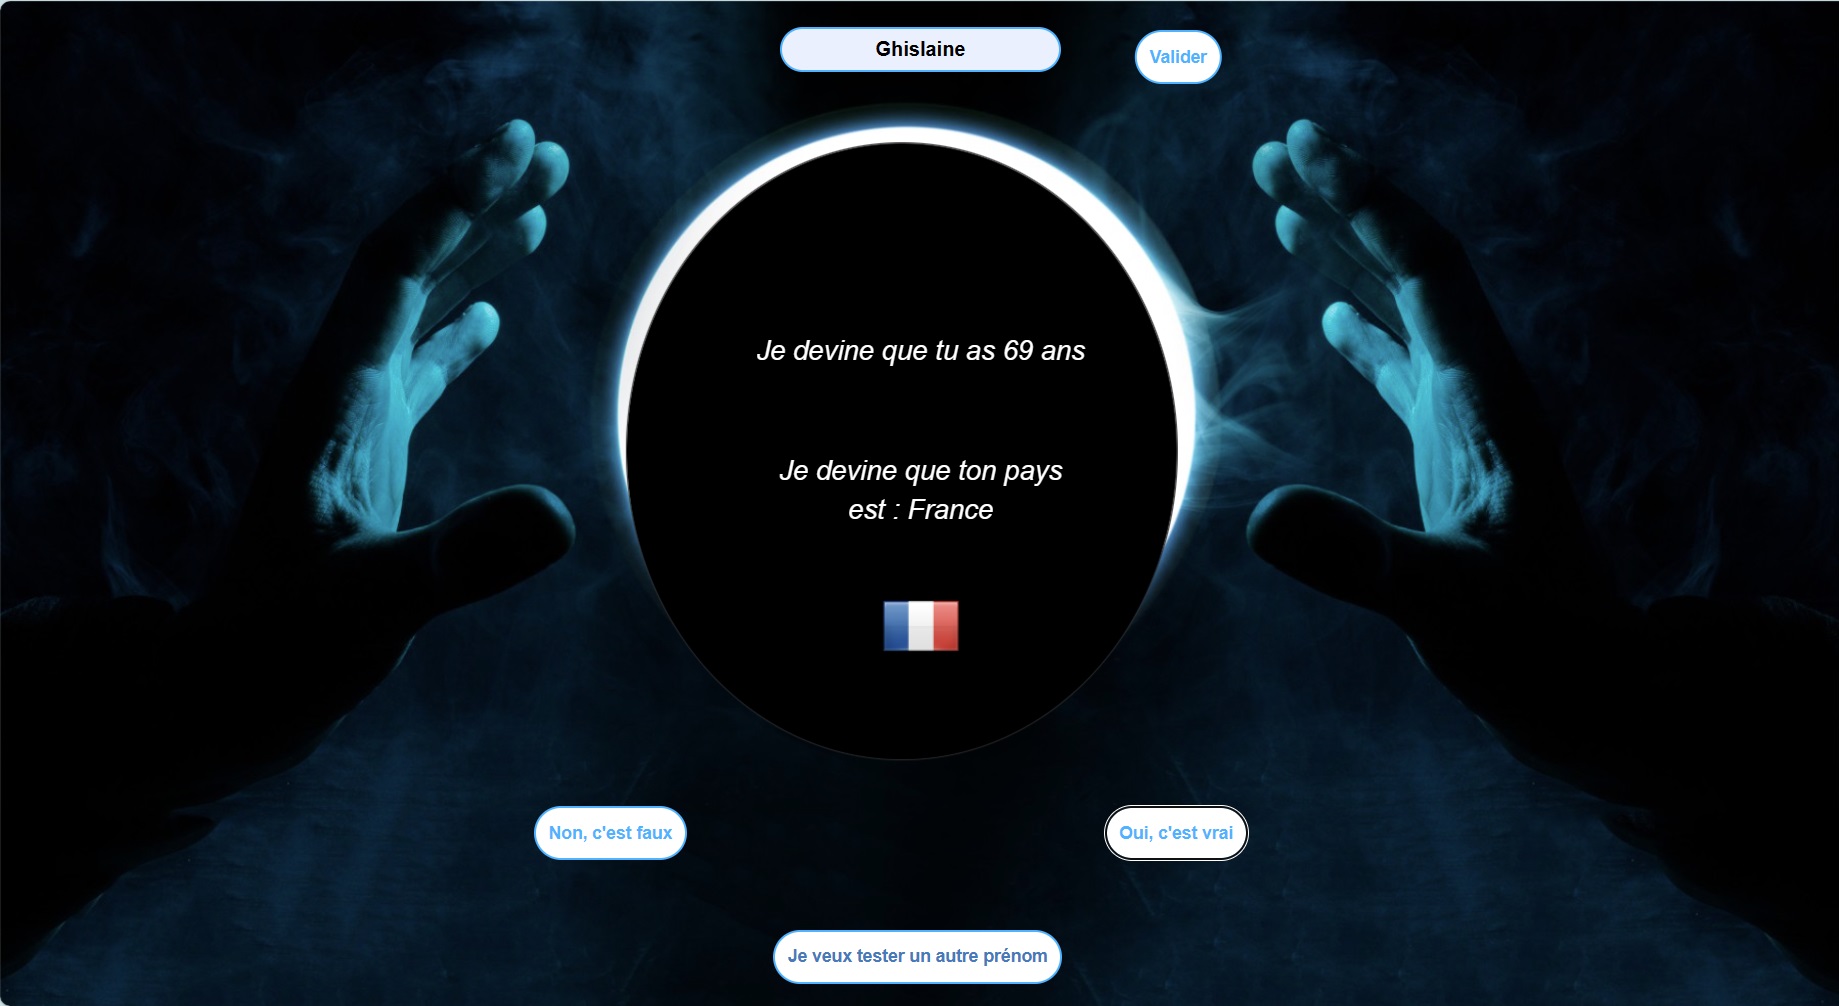 Ghislaine
Valider
Je devine que tu as 69 ans
Je devine que ton pays
est : France
Non, c'est faux
Oui, c'est vrai
Je veux tester un autre prénom